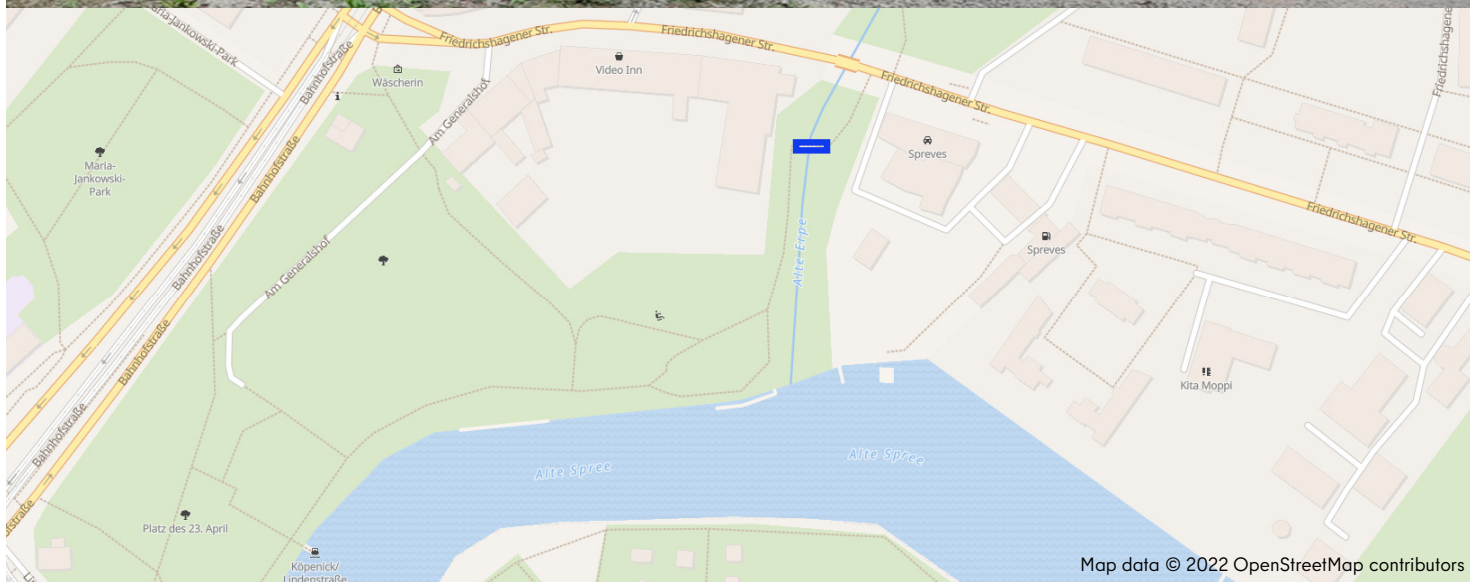 Maria-Jankowski-Park
Bahnhofstraße
Friedrichshagener Str.
Friedrichshagener Str.
Wäscherin
Video Inn
Am Generalshof
Friedrichshagener Str.
Friedrichshagene
Maria-
Jankowski-
Park
Bahnhofstraße
Spreves
Friedrichshagener Str.
Bahnhofstraße
Am Generalshof
Alte Erpe
Spreves
Bahnhofstraße
Kita Moppi
Bahnhofstraße
Alte Spree
Alte Spree
ofstraße
Platz des 23. April
Köpenick/
Lindenstraße
Map data © 2022 OpenStreetMap contributors